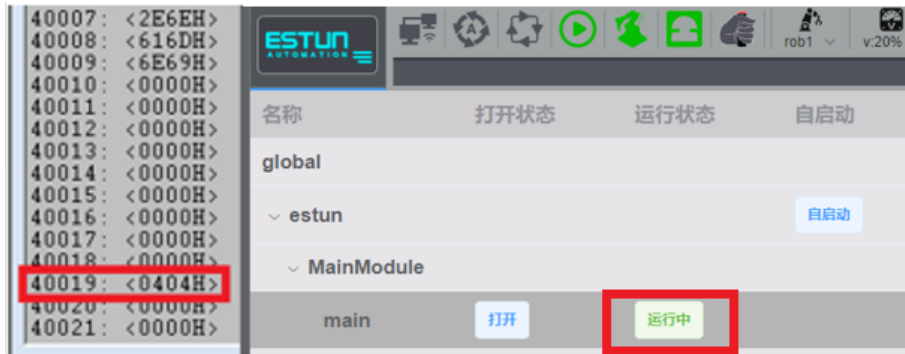 40007: <2E6EH>
40008: <616DH>
40009: <6E69H>
40010: <0000H>
40011: <0000H>
40012: <0000H>
40013: <0000H>
40014: <0000H>
40015: <0000H>
40016: <0000H>
40017: <0000H>
40018: <0000H>
40019: <0404H>
40020: <0000H>
40021: <0000H>
ESTUN
AUTOMATION
A
rob1
v:20%
名称 打开状态 运行状态 自启动
global
estun 自启动
MainModule
main 打开 运行中